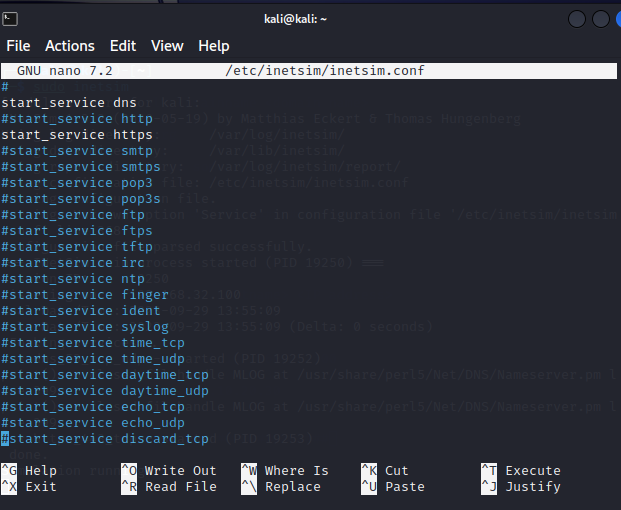 kali@kali: ~
File Actions Edit View Help
GNU nano 7.2 /etc/inetsim/inetsim.conf
#
start_service dns
#start_service http
start_service https
#start_service smtp
#start_service smtps
#start_service pop3
#start_service pop3s
#start_service ftp
#start_service ftps
#start_service tftp
#start_service irc
#start_service ntp
#start_service finger
#start_service ident
#start_service syslog
#start_service time_tcp
#start_service time_udp
#start_service daytime_tcp
#start_service daytime_udp
#start_service echo_tcp
#start_service echo_udp
#start_service discard_tcp
^G Help ^O Write Out ^W Where Is ^K Cut ^T Execute
^X Exit ^R Read File ^\ Replace ^U Paste ^J Justify